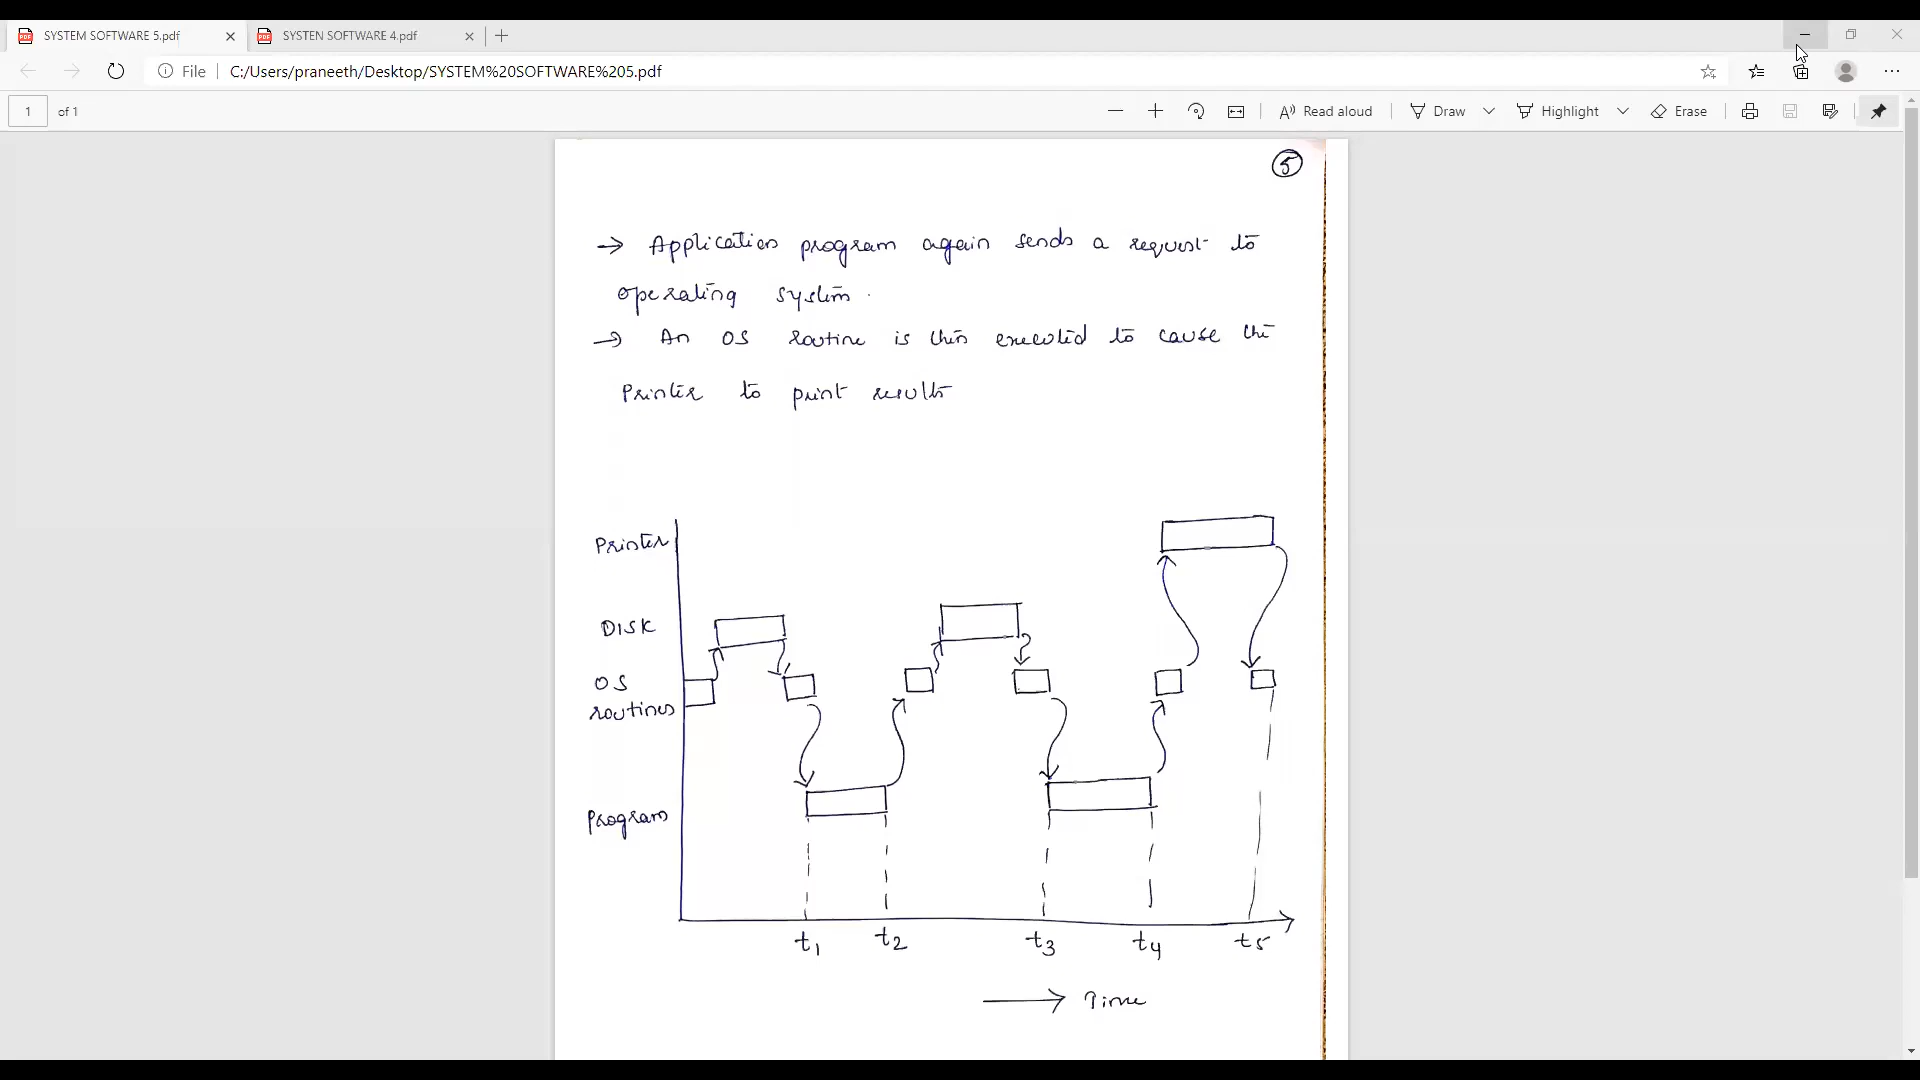 SYSTEM SOFTWARE 5.pdf
SYSTEN SOFTWARE 4.pdf
File
C:/Users/praneeth/Desktop/SYSTEM%20SOFTWARE%205.pdf
1 of 1
A Read aloud
Draw
Highlight
Erase
5
→ Application program again sends a request to
operating system.
→ An OS routine is then executed to cause the
Printer to print results
Printer
DISK
OS
routines
Program
t1 t2 t3 t4 t5
→ Time